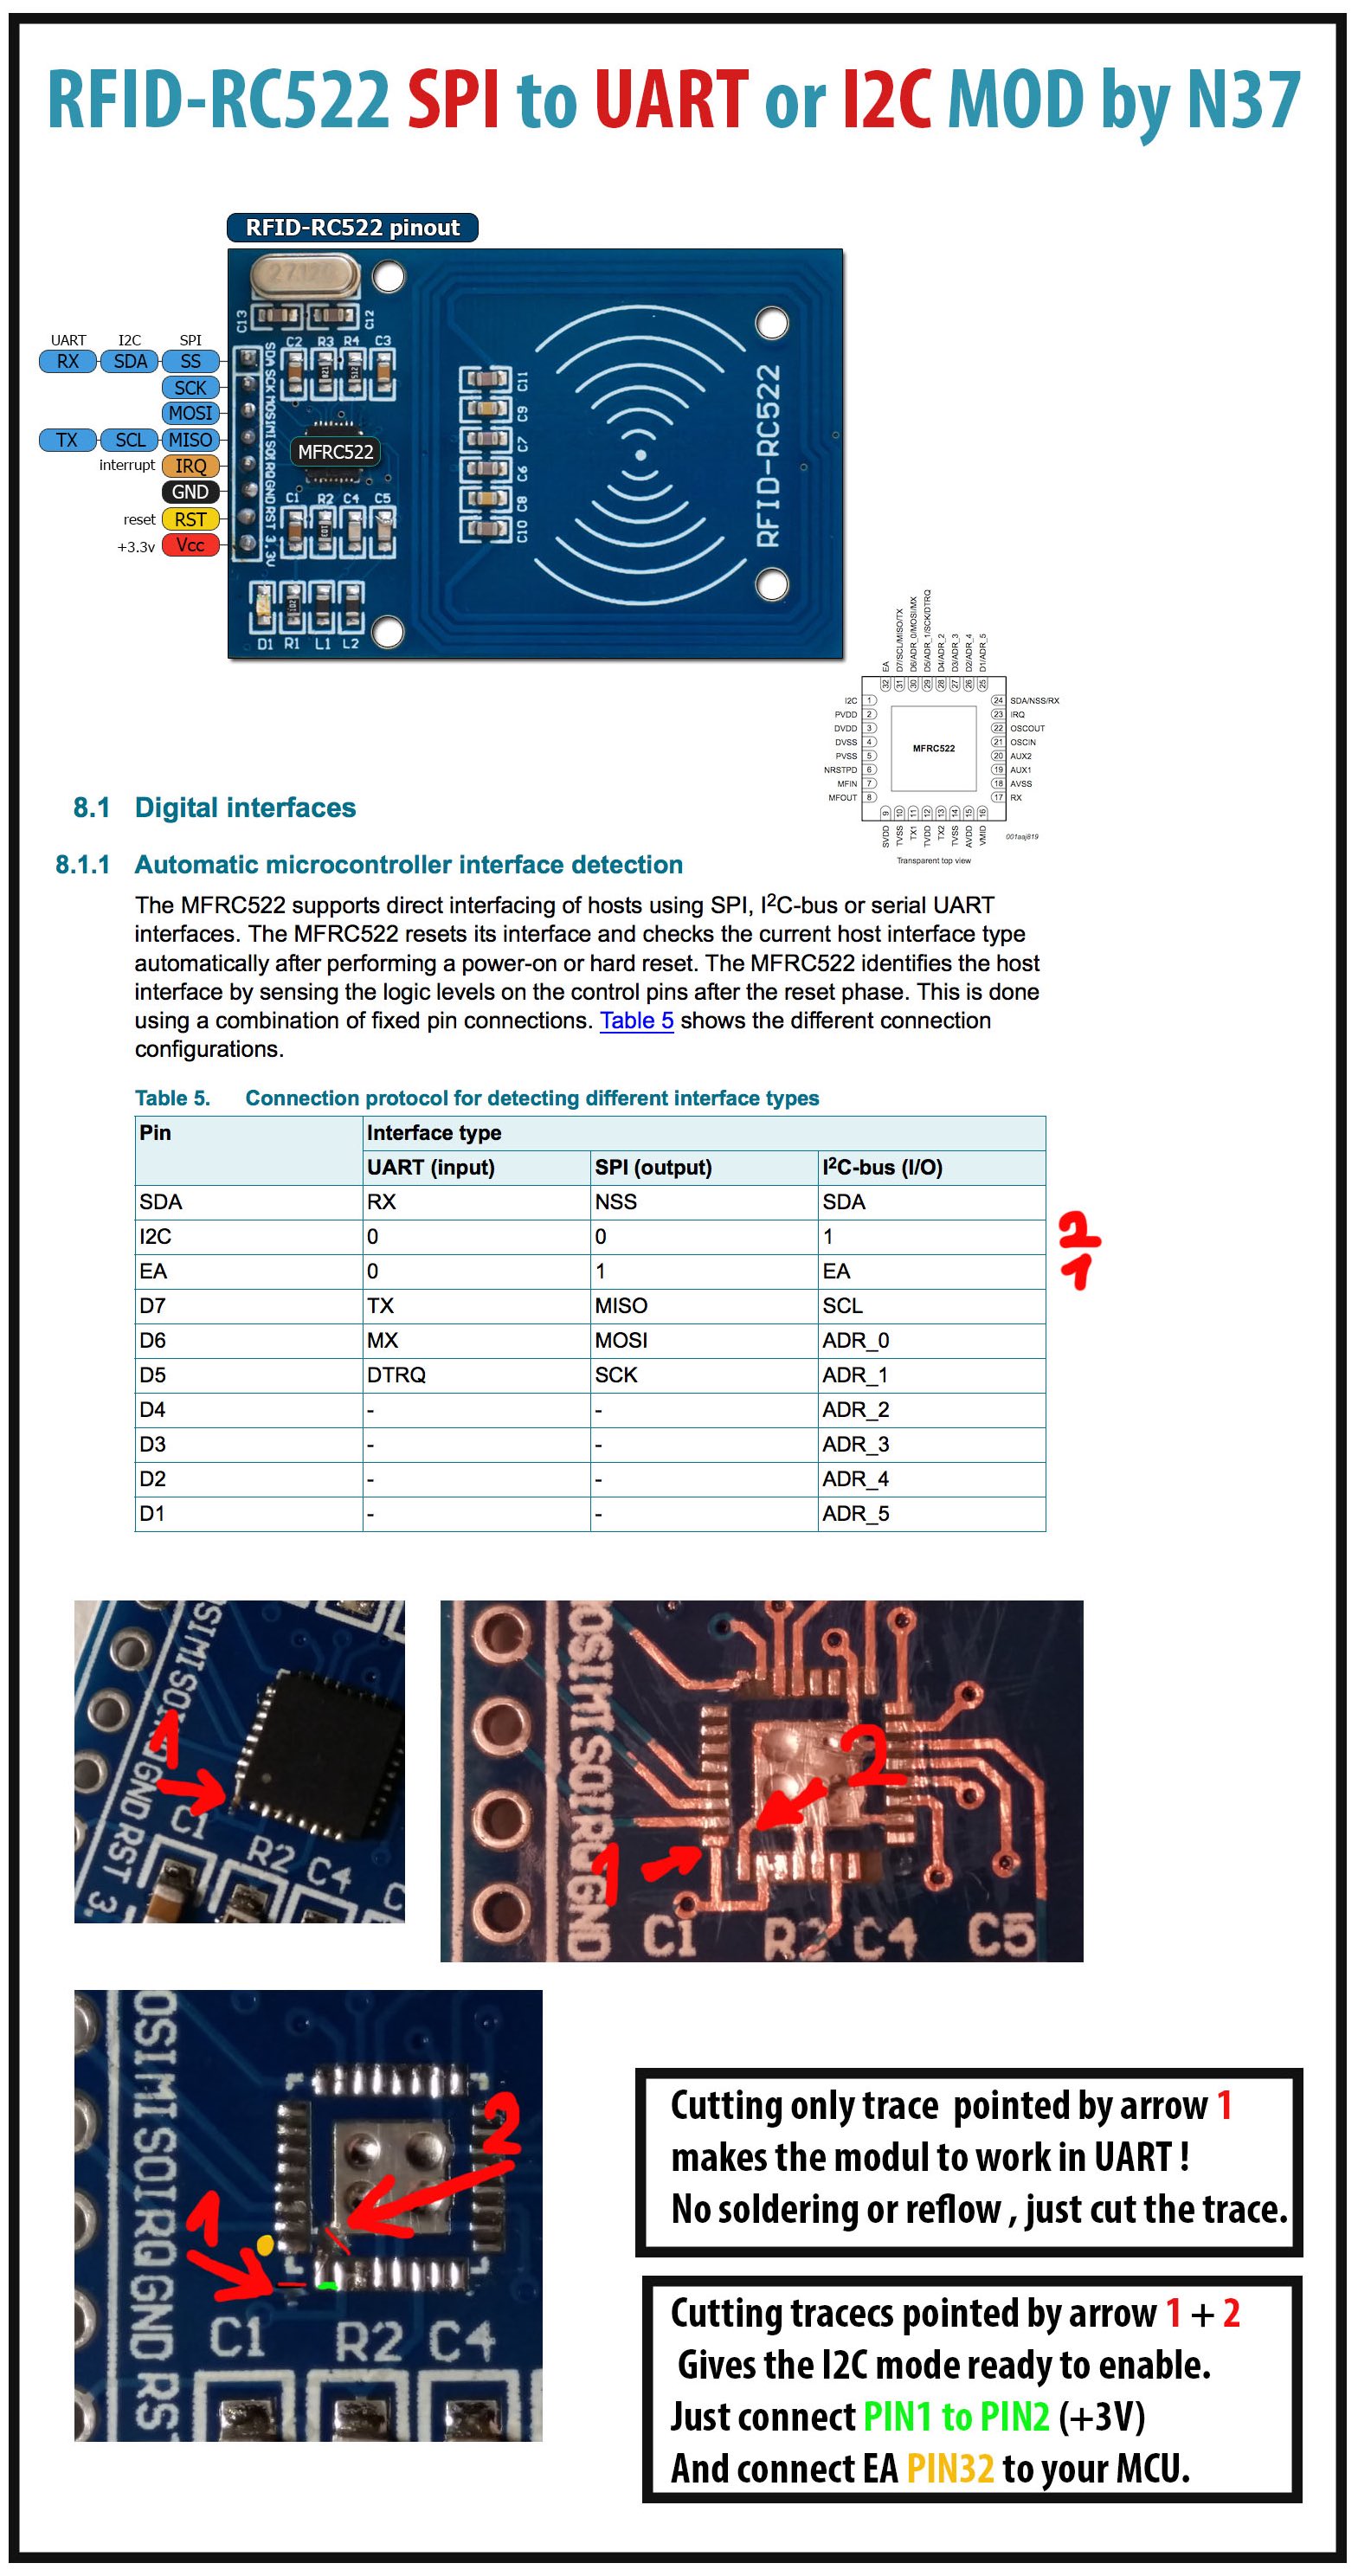 RFID-RC522 SPI to UART or I2C MOD by N37
RFID-RC522 pinout
27.12
C13
C12
UART I2C SPI
RX SDA SS
SCK
MOSI
TX SCL MISO
interrupt IRQ
GND
reset RST
+3.3v Vcc
SDA SCK MOSI MISO IRQ GND RST 3.3V
C2 R3 R4 C3
MFRC522
C1 R2 C4 C5
D1 R1 L1 L2
C11
C9
C7
C6
C8
C10
RFID-RC522
EA
D7/SCL/MISO/TX
D6/ADR_0/MOSI/MX
D5/ADR_1/SCK/DTRQ
D4/ADR_2
D3/ADR_3
D2/ADR_4
D1/ADR_5
32 31 30 29 28 27 26 25
I2C 1 24 SDA/NSS/RX
PVDD 2 23 IRQ
DVDD 3 22 OSCOUT
DVSS 4 21 OSCIN
MFRC522
PVSS 5 20 AUX2
NRSTPD 6 19 AUX1
MFIN 7 18 AVSS
MFOUT 8 17 RX
9 10 11 12 13 14 15 16
SVDD TVSS TX1 TVDD TX2 TVSS AVDD VMID
001aaj819
Transparent top view
8.1 Digital interfaces
8.1.1 Automatic microcontroller interface detection
The MFRC522 supports direct interfacing of hosts using SPI, I²C-bus or serial UART
interfaces. The MFRC522 resets its interface and checks the current host interface type
automatically after performing a power-on or hard reset. The MFRC522 identifies the host
interface by sensing the logic levels on the control pins after the reset phase. This is done
using a combination of fixed pin connections. Table 5 shows the different connection
configurations.
Table 5. Connection protocol for detecting different interface types
Pin Interface type
UART (input) SPI (output) I²C-bus (I/O)
SDA RX NSS SDA
I2C 0 0 1
2
EA 0 1 EA
1
D7 TX MISO SCL
D6 MX MOSI ADR_0
D5 DTRQ SCK ADR_1
D4 - - ADR_2
D3 - - ADR_3
D2 - - ADR_4
D1 - - ADR_5
OSI MISO GND RST 3.
1
C1
R2 C4
OSI MISO IRQ GND
2
1
C1 R2 C4 C5
OSI MISO IRQ GND RST
2
1
C1 R2 C4
Cutting only trace pointed by arrow 1
makes the modul to work in UART !
No soldering or reflow , just cut the trace.
Cutting tracecs pointed by arrow 1 + 2
Gives the I2C mode ready to enable.
Just connect PIN1 to PIN2 (+3V)
And connect EA PIN32 to your MCU.